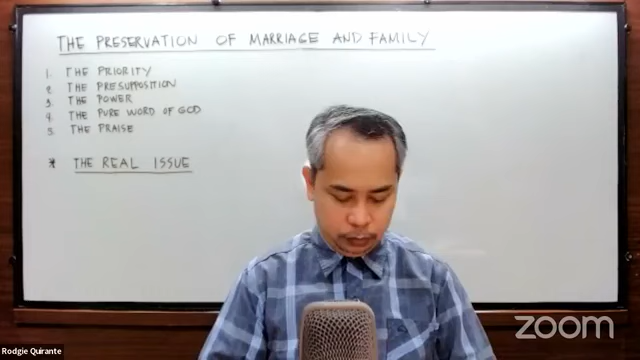 THE PRESERVATION OF MARRIAGE AND FAMILY
1. THE PRIORITY
2. THE PRESUPPOSITION
3. THE POWER
4. THE PURE WORD OF GOD
5. THE PRAISE
* THE REAL ISSUE
zoom
Rodgie Quirante